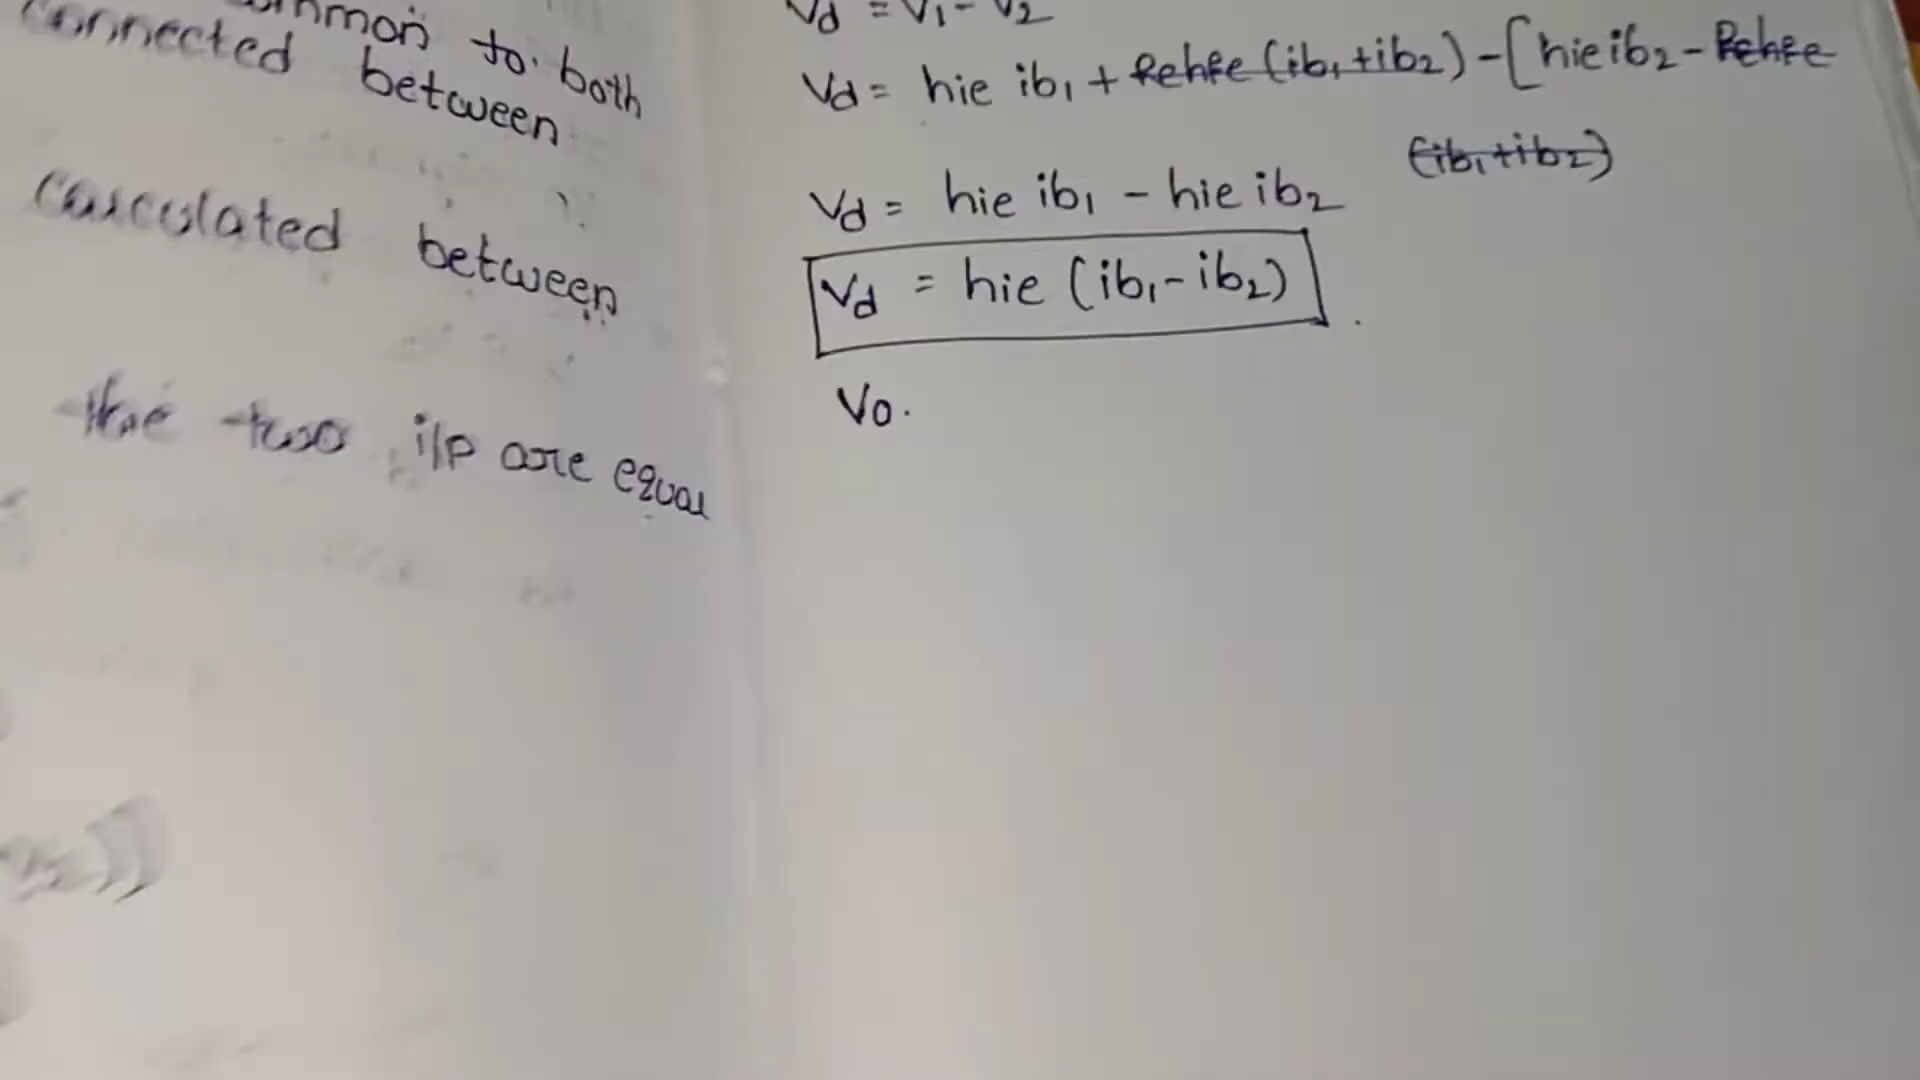 common to both
connected between
calculated between
the two i/p are equal
Vd = V1 - V2
Vd = hie ib1 + Rehfe (ib1 + ib2) - [hie ib2 - Rehfe
(ib1 + ib2)
Vd = hie ib1 - hie ib2
Vd = hie (ib1 - ib2)
Vo.